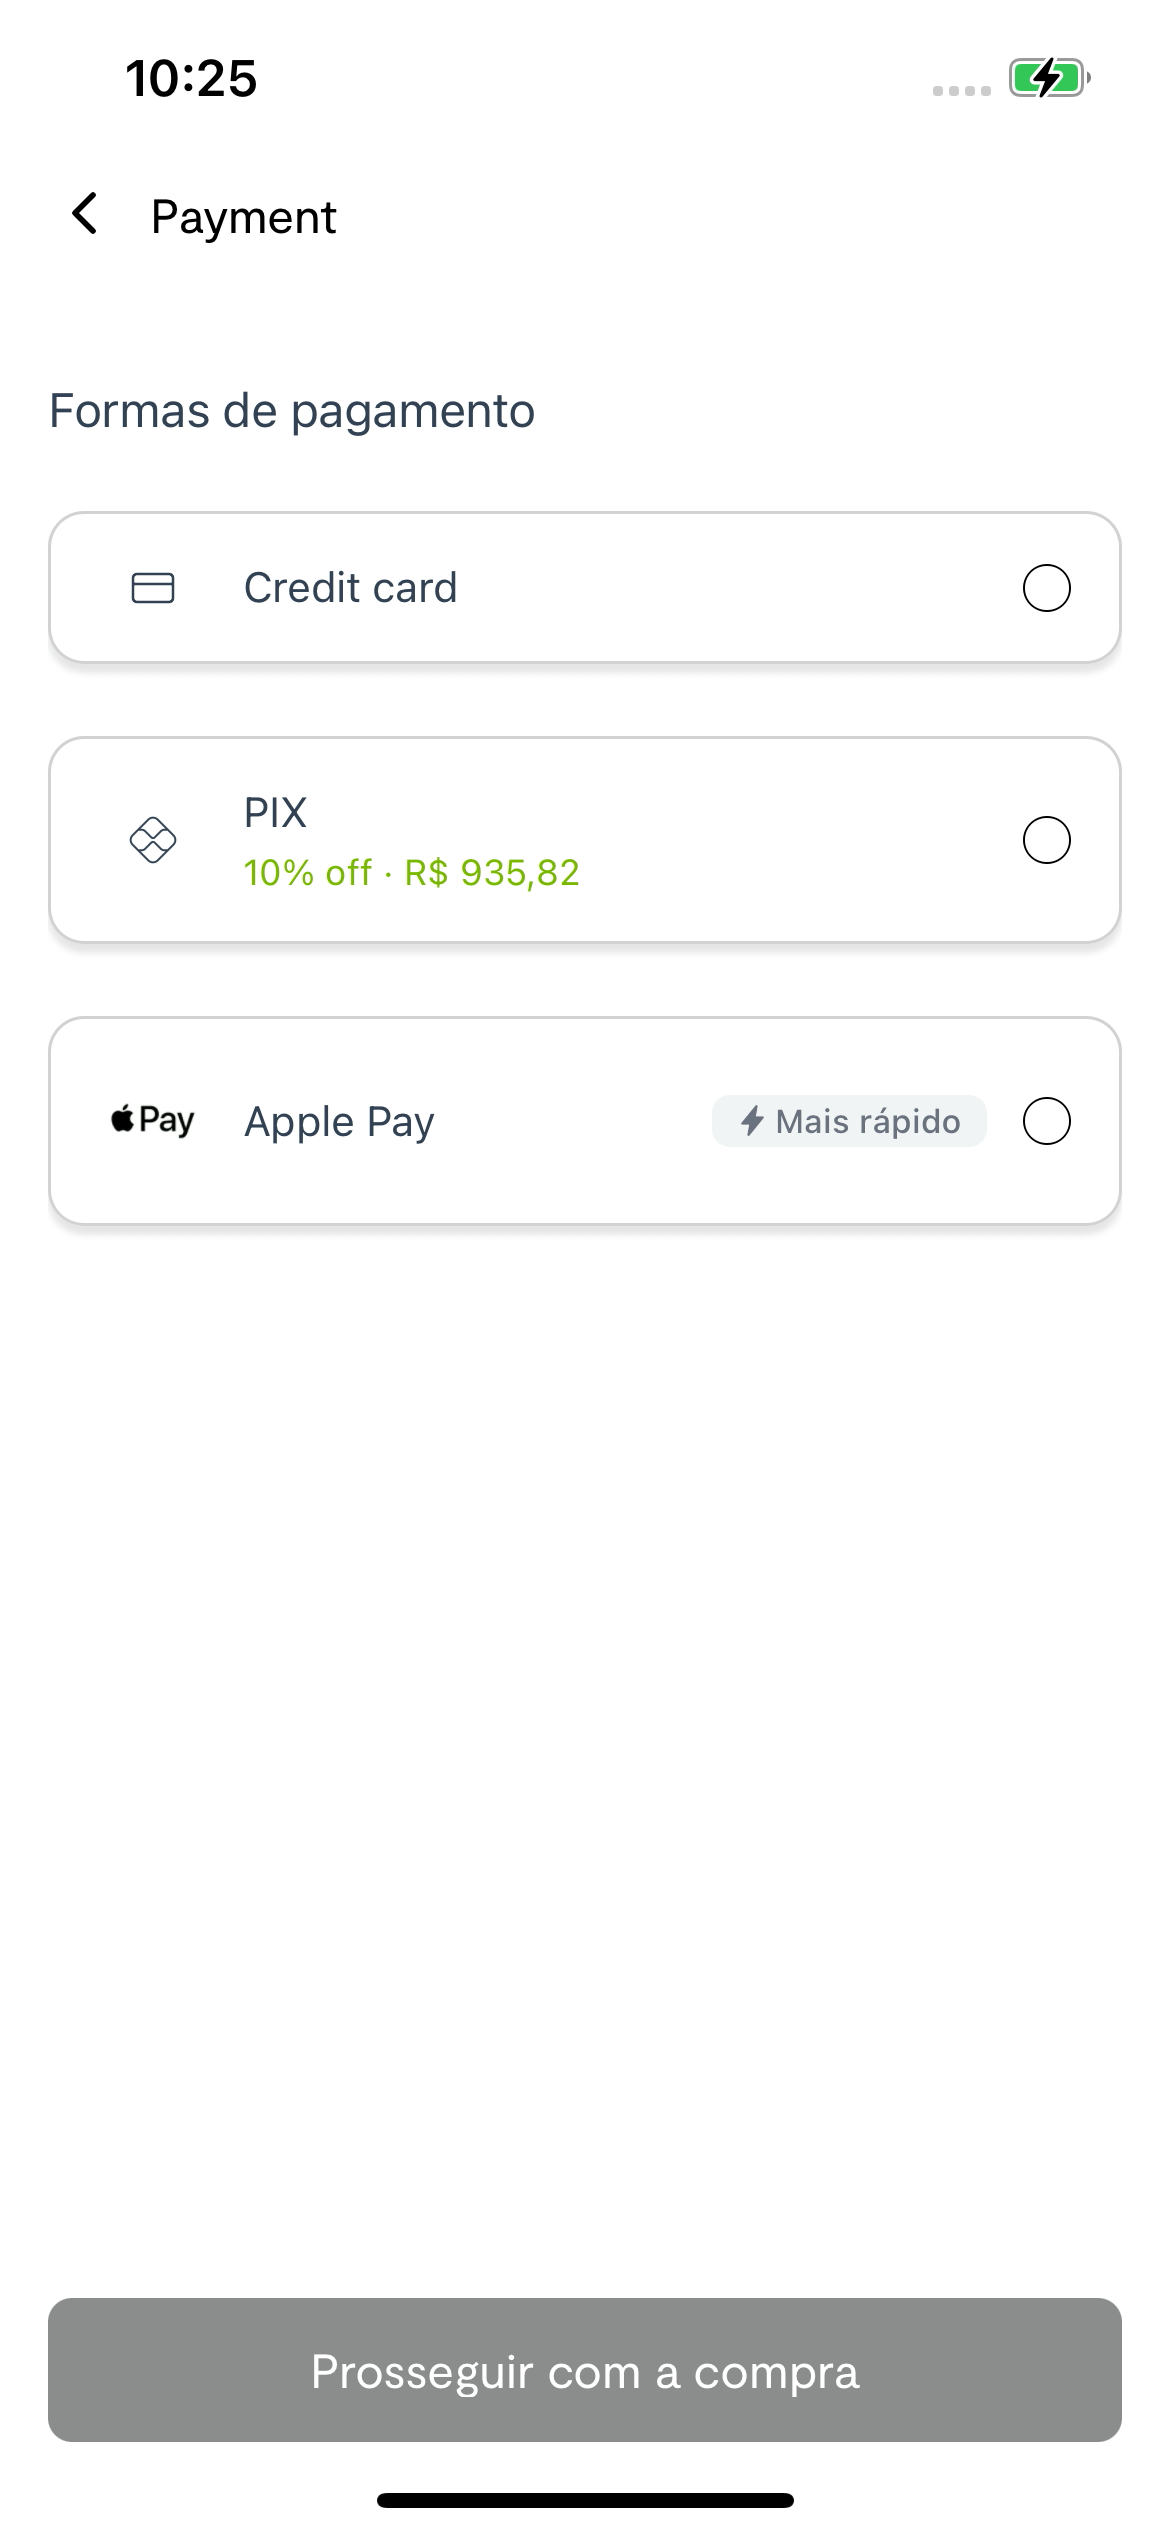 10:25
Payment
Formas de pagamento
Credit card
PIX
10% off · R$ 935,82
Pay Apple Pay Mais rápido
Prosseguir com a compra